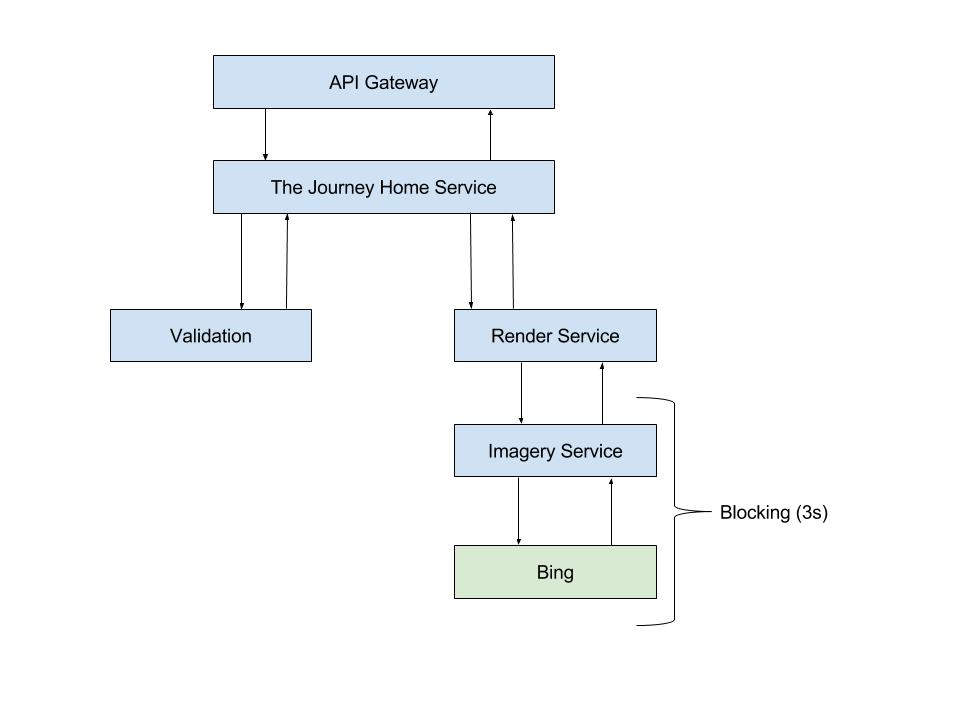 API Gateway
The Journey Home Service
Validation
Render Service
Imagery Service
Blocking (3s)
Bing